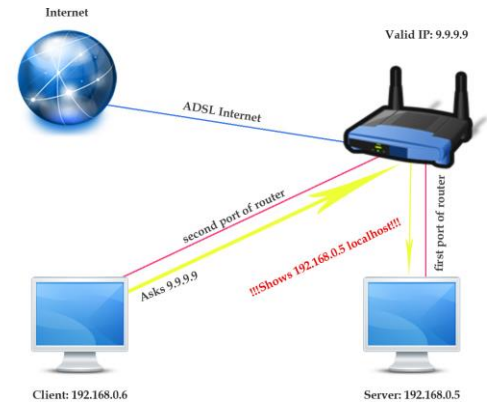 Internet
Valid IP: 9.9.9.9
ADSL Internet
second port of router
first port of router
!!!Shows 192.168.0.5 localhost!!!
Asks 9.9.9.9
Client: 192.168.0.6
Server: 192.168.0.5